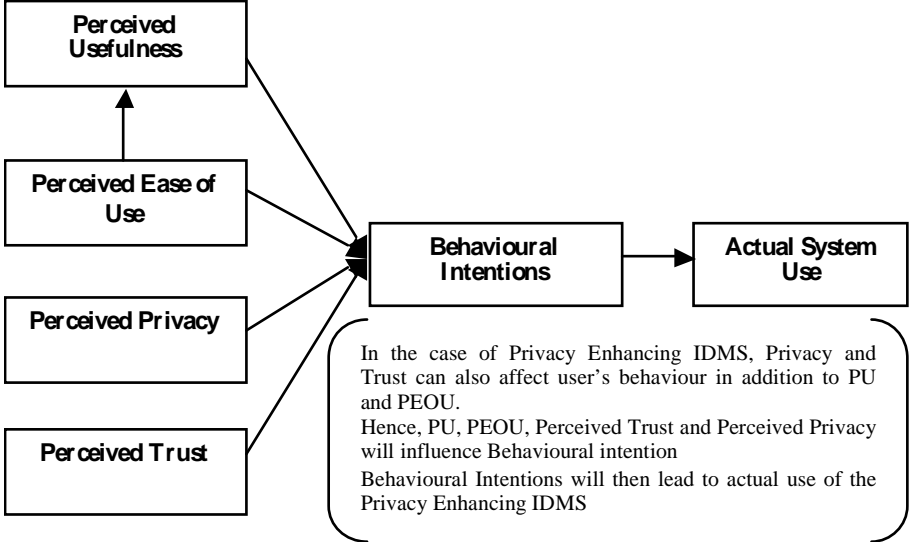 Perceived
Usefulness
Perceived Ease of
Use
Perceived Privacy
Perceived Trust
Behavioural
Intentions
Actual System
Use
In the case of Privacy Enhancing IDMS, Privacy and
Trust can also affect user's behaviour in addition to PU
and PEOU.
Hence, PU, PEOU, Perceived Trust and Perceived Privacy
will influence Behavioural intention
Behavioural Intentions will then lead to actual use of the
Privacy Enhancing IDMS